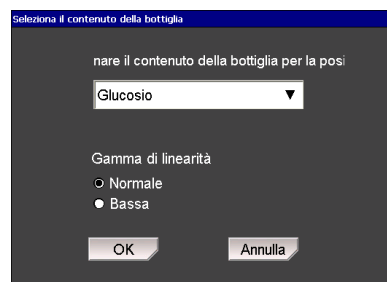 Seleziona il contenuto della bottiglia
nare il contenuto della bottiglia per la posi
Glucosio
Gamma di linearità
Normale
Bassa
OK
Annulla